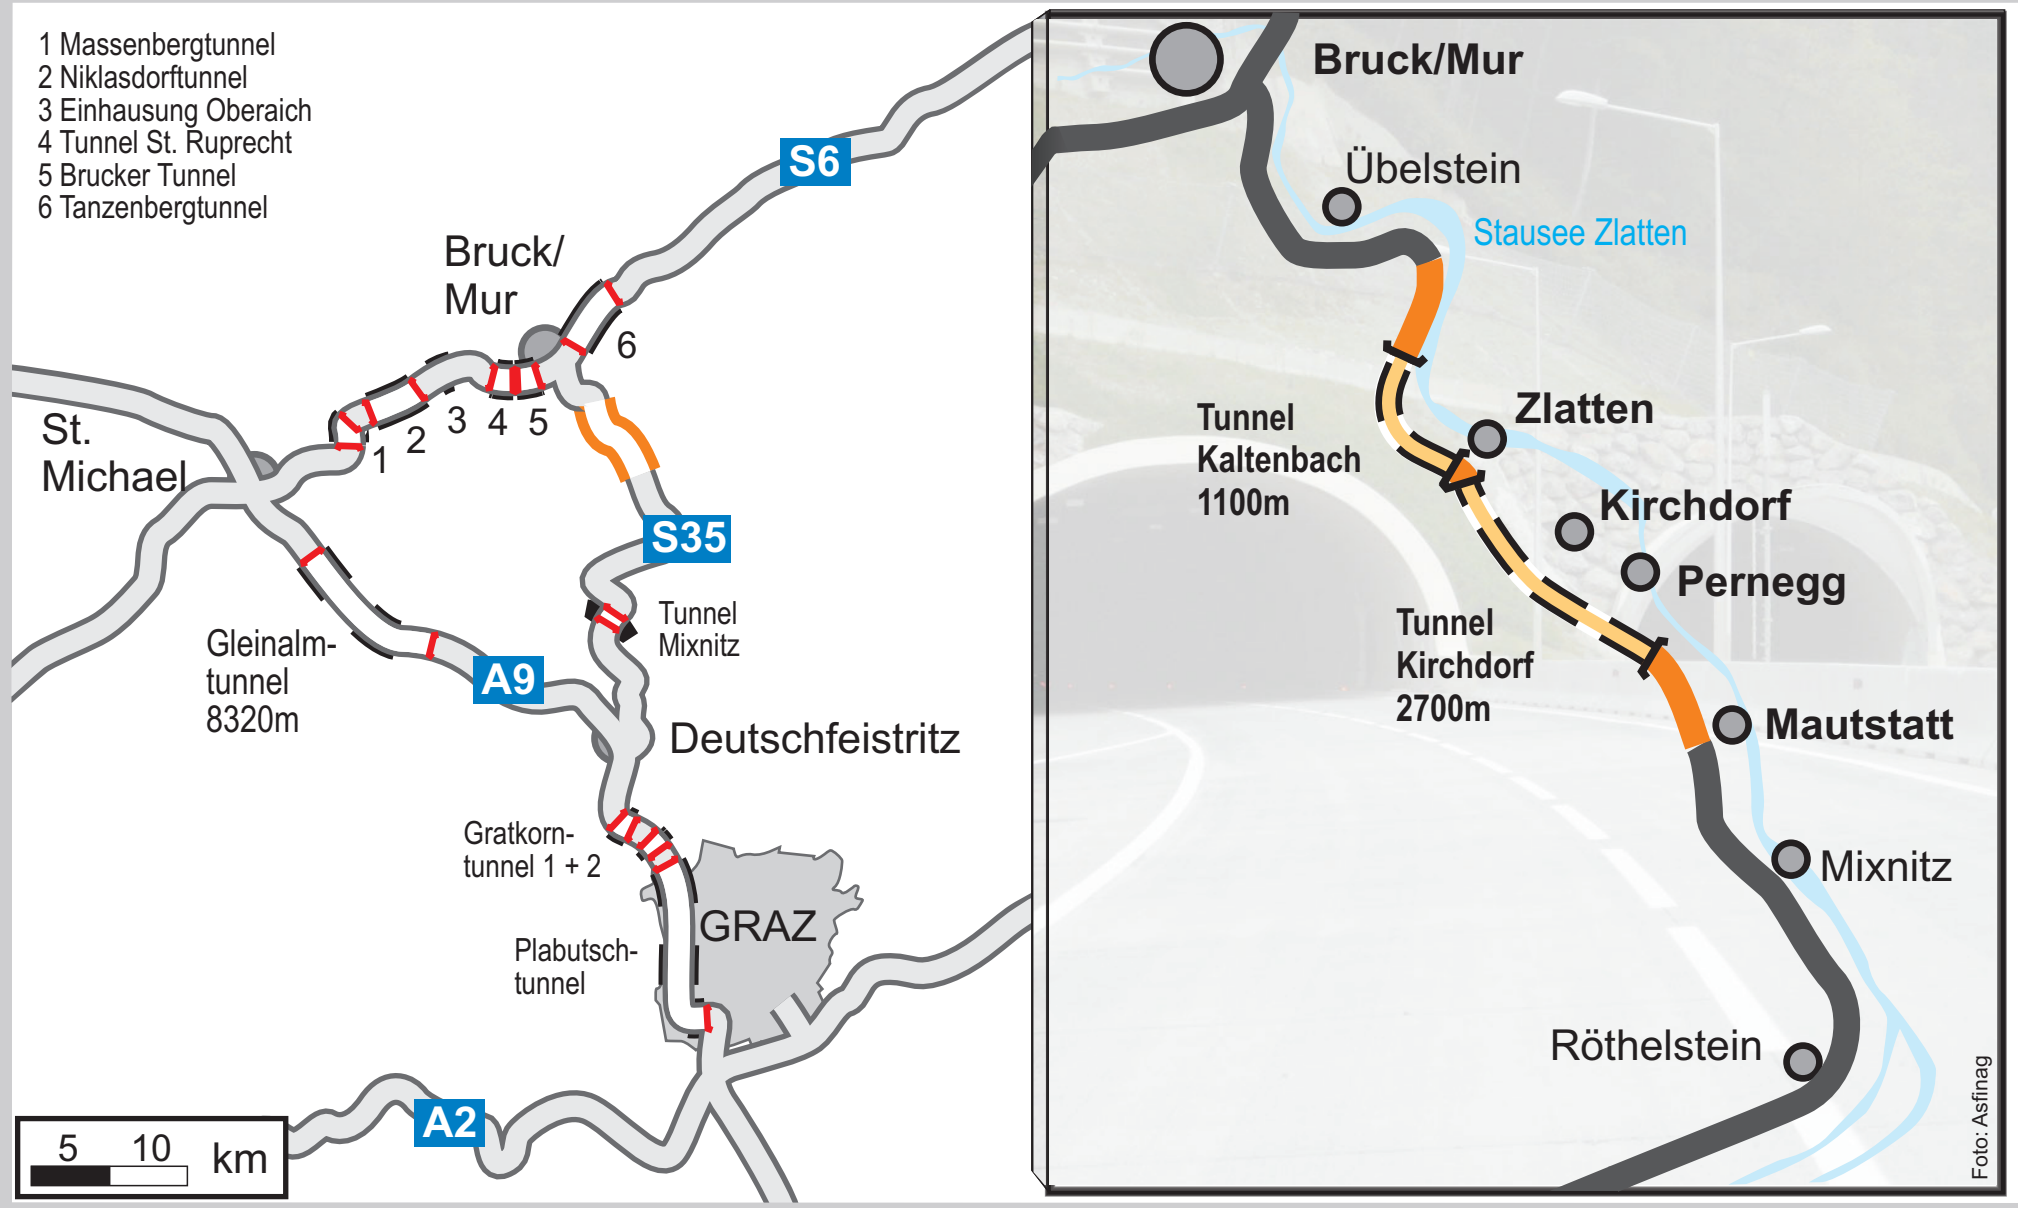 1 Massenbergtunnel
2 Niklasdorftunnel
3 Einhausung Oberaich
4 Tunnel St. Ruprecht
5 Brucker Tunnel
6 Tanzenbergtunnel
S6
Bruck/
Mur
6
St.
Michael
1
2
3
4
5
S35
Tunnel
Mixnitz
Gleinalm-
tunnel
8320m
A9
Deutschfeistritz
Gratkorn-
tunnel 1 + 2
GRAZ
Plabutsch-
tunnel
A2
5 10 km
Bruck/Mur
Übelstein
Stausee Zlatten
Zlatten
Tunnel
Kaltenbach
1100m
Kirchdorf
Pernegg
Tunnel
Kirchdorf
2700m
Mautstatt
Mixnitz
Röthelstein
Foto: Asfinag